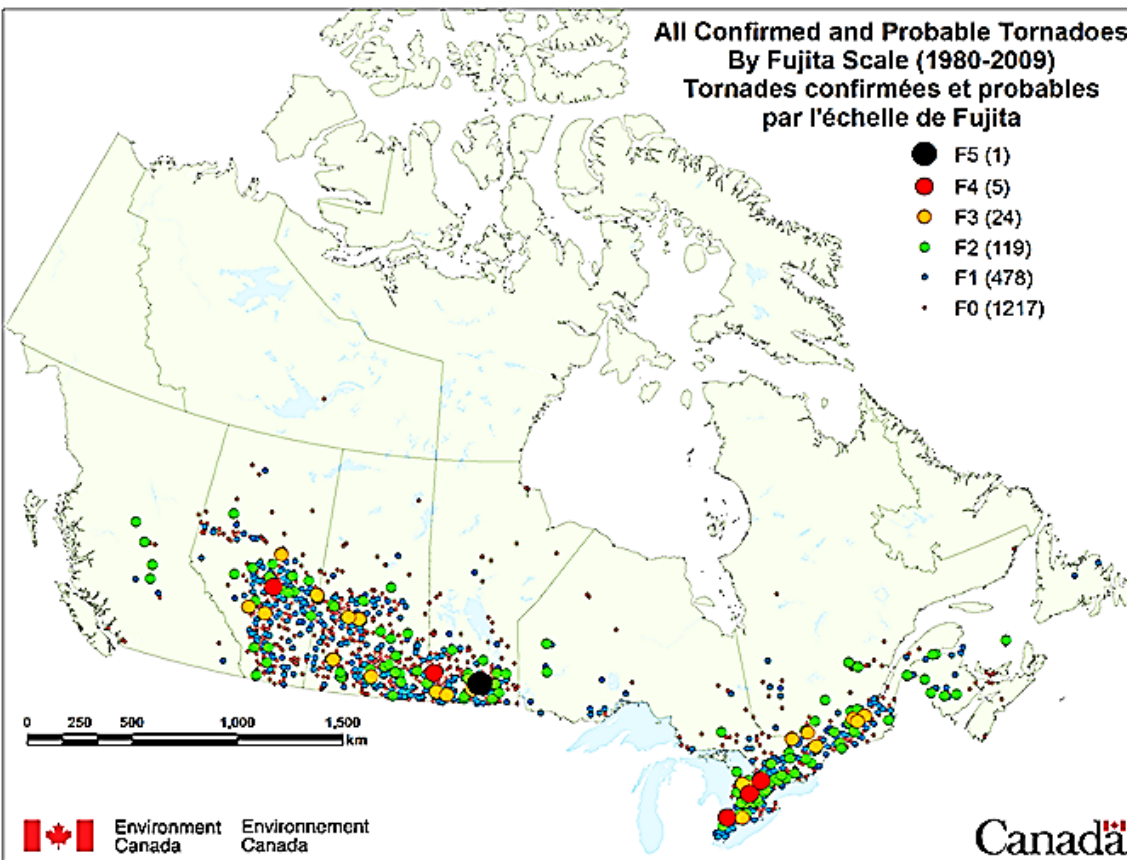 All Confirmed and Probable Tornadoes
By Fujita Scale (1980-2009)
Tornades confirmées et probables
par l'échelle de Fujita
F5 (1)
F4 (5)
F3 (24)
F2 (119)
F1 (478)
F0 (1217)
0 250 500 1,000 1,500
km
Environment Environnement
Canada Canada
Canada